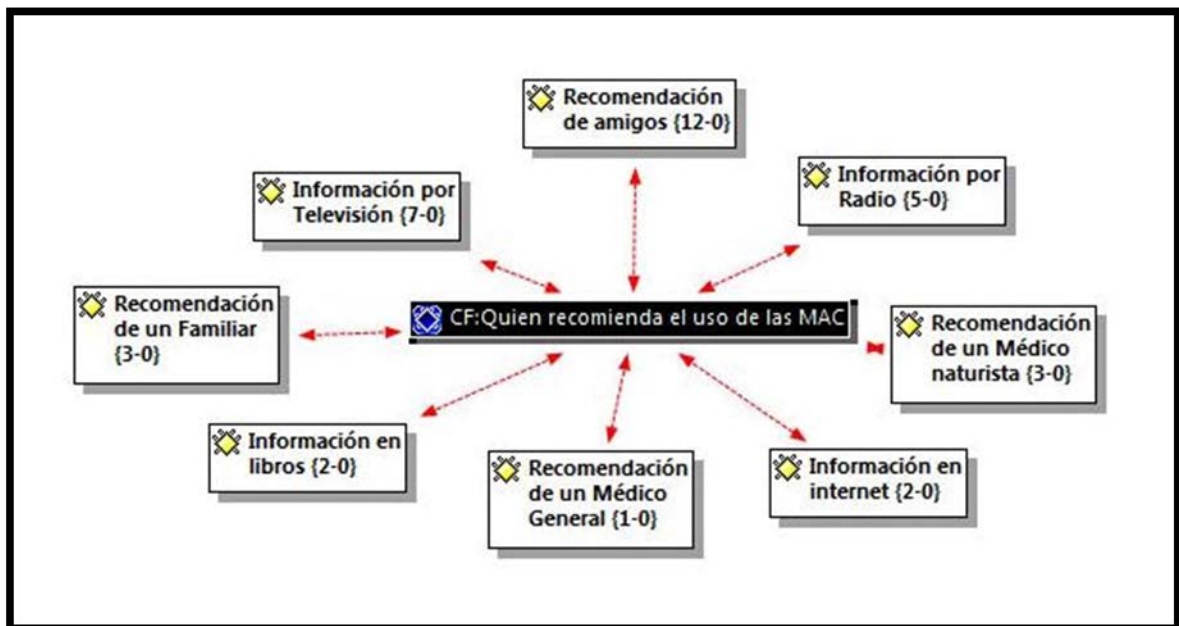 Recomendación
de amigos {12-0}
Información por
Televisión {7-0}
Información por
Radio {5-0}
Recomendación
de un Familiar
{3-0}
CF:Quien recomienda el uso de las MAC
Recomendación
de un Médico
naturista {3-0}
Información en
libros {2-0}
Recomendación
de un Médico
General {1-0}
Información en
internet {2-0}